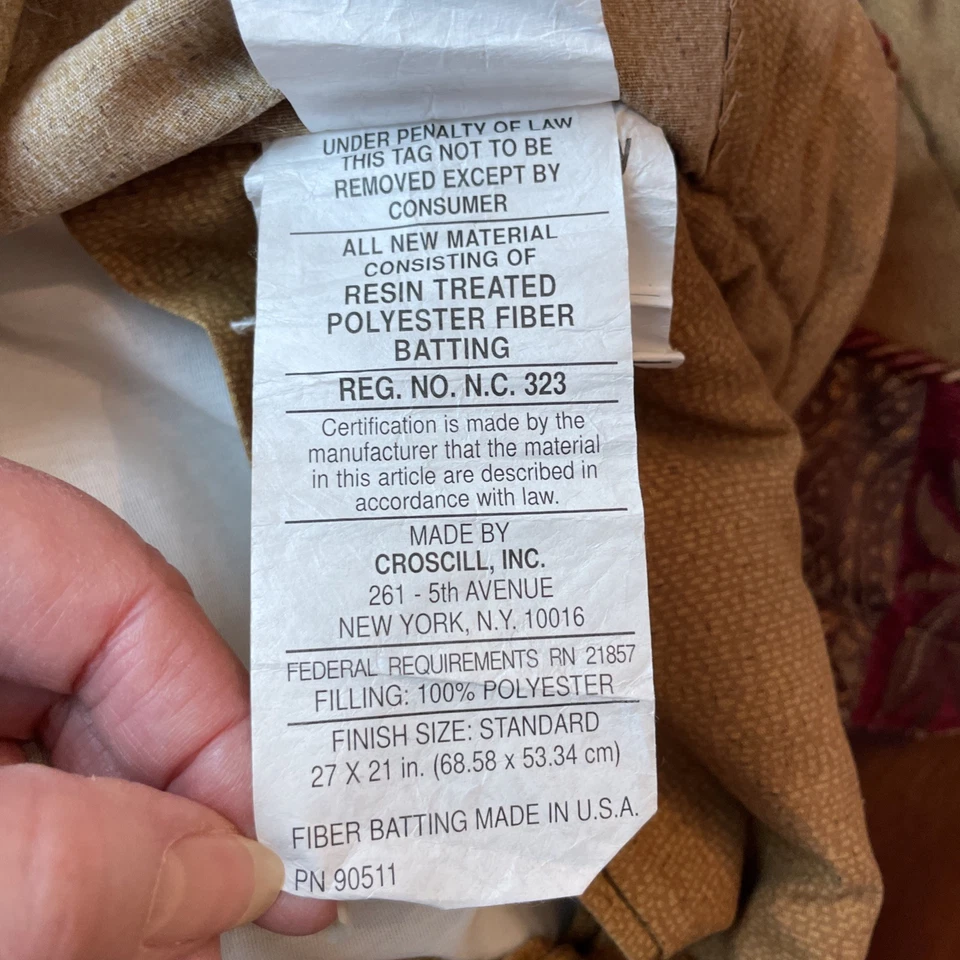 UNDER PENALTY OF LAW
THIS TAG NOT TO BE
REMOVED EXCEPT BY
CONSUMER
ALL NEW MATERIAL
CONSISTING OF
RESIN TREATED
POLYESTER FIBER
BATTING
REG. NO. N.C. 323
Certification is made by the
manufacturer that the material
in this article are described in
accordance with law.
MADE BY
CROSCILL, INC.
261 - 5th AVENUE
NEW YORK, N.Y. 10016
FEDERAL REQUIREMENTS RN 21857
FILLING: 100% POLYESTER
FINISH SIZE: STANDARD
27 X 21 in. (68.58 x 53.34 cm)
FIBER BATTING MADE IN U.S.A.
PN 90511